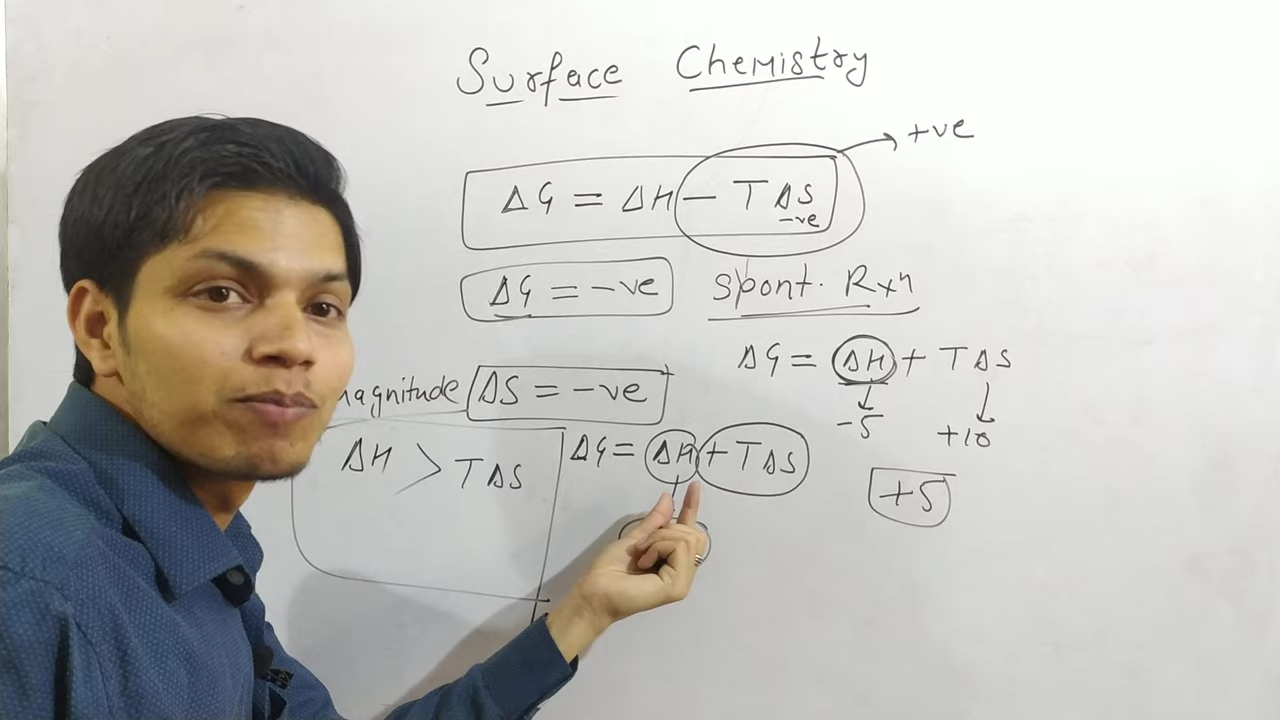 Surface Chemistry
+ve
ΔG = ΔH - TΔS
-ve
ΔG = -ve Spont. Rxn
ΔG = ΔH + TΔS
-5 +10
+5
ΔS = -ve
ΔH > TΔS
ΔG = ΔH + TΔS